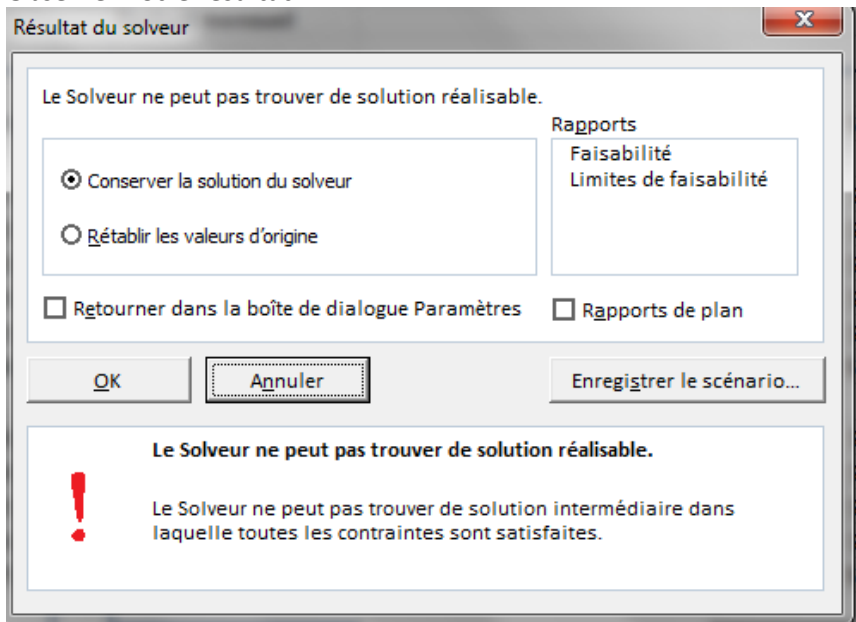 Résultat du solveur
Le Solveur ne peut pas trouver de solution réalisable.
Rapports
Faisabilité
Limites de faisabilité
Conserver la solution du solveur
Rétablir les valeurs d’origine
Retourner dans la boîte de dialogue Paramètres
Rapports de plan
OK
Annuler
Enregistrer le scénario...
Le Solveur ne peut pas trouver de solution réalisable.
Le Solveur ne peut pas trouver de solution intermédiaire dans
laquelle toutes les contraintes sont satisfaites.